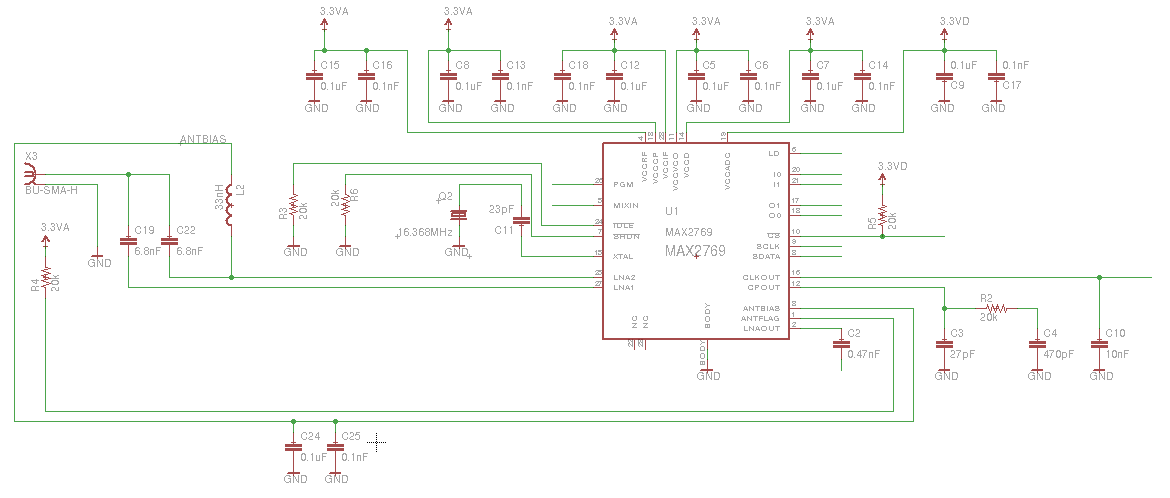 3.3VA
3.3VA
3.3VA
3.3VA
3.3VA
3.3VD
C15
0.1uF
C16
0.1nF
C8
0.1uF
C13
0.1nF
C18
0.1nF
C12
0.1uF
C5
0.1uF
C6
0.1nF
C7
0.1uF
C14
0.1nF
0.1uF
C9
0.1nF
C17
GND
GND
GND
GND
GND
GND
GND
GND
GND
GND
GND
GND
ANTBIAS
X3
BU-SMA-H
33nH
L2
3.3VA
R4
20k
GND
C19
6.8nF
C22
6.8nF
R3
20k
20k
R6
GND
GND
Q2
16.368MHz
GND
23pF
C11
4
VCCRF
VCCCP
VCCIF
11
VCCVCO
14
VCCD
19
VCCADC
PGM
5
MIXIN
24
IDLE
7
SHDN
15
XTAL
25
LNA2
27
LNA1
U1
MAX2769
MAX2769
NC
NC
BODY
BODY
GND
LD
6
I0
20
I1
21
O1
17
O0
18
CS
10
SCLK
9
SDATA
8
CLKOUT
16
CPOUT
12
ANTBIAS
3
ANTFLAG
1
LNAOUT
2
3.3VD
R5
20k
C2
0.47nF
R2
20k
C3
27pF
GND
C4
470pF
GND
C10
10nF
GND
C24
0.1uF
GND
C25
0.1nF
GND